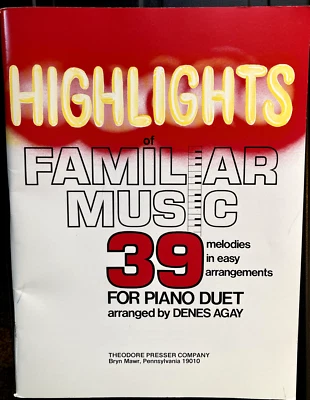 HIGHLIGHTS
of
FAMILIAR
MUSIC
39
melodies
in easy
arrangements
FOR PIANO DUET
arranged by DENES AGAY
THEODORE PRESSER COMPANY
Bryn Mawr, Pennsylvania 19010